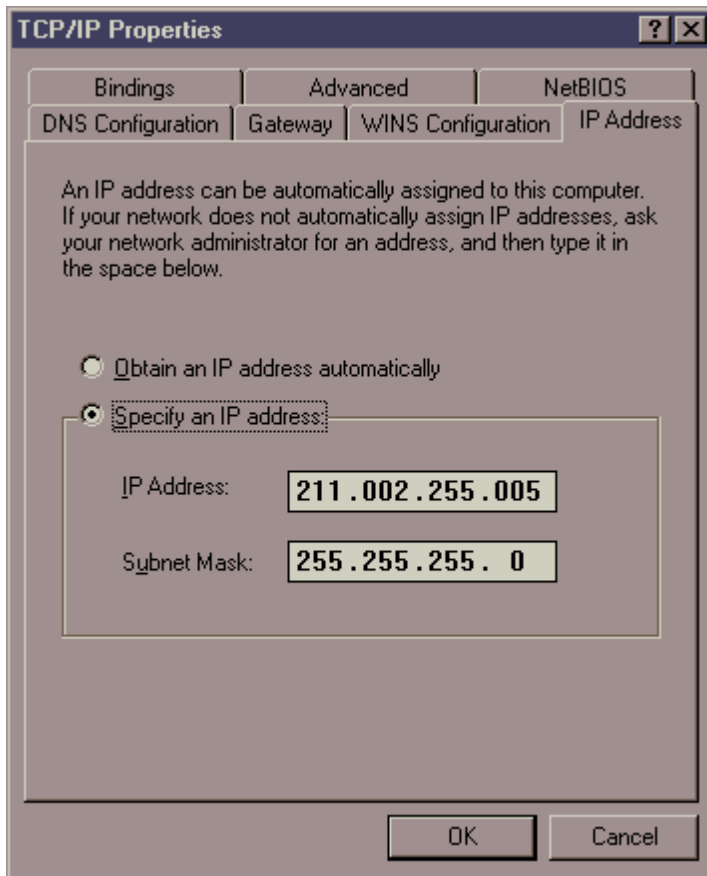 TCP/IP Properties
Bindings Advanced NetBIOS
DNS Configuration Gateway WINS Configuration IP Address
An IP address can be automatically assigned to this computer.
If your network does not automatically assign IP addresses, ask
your network administrator for an address, and then type it in
the space below.
Obtain an IP address automatically
Specify an IP address:
IP Address: 211.002.255.005
Subnet Mask: 255.255.255. 0
OK Cancel